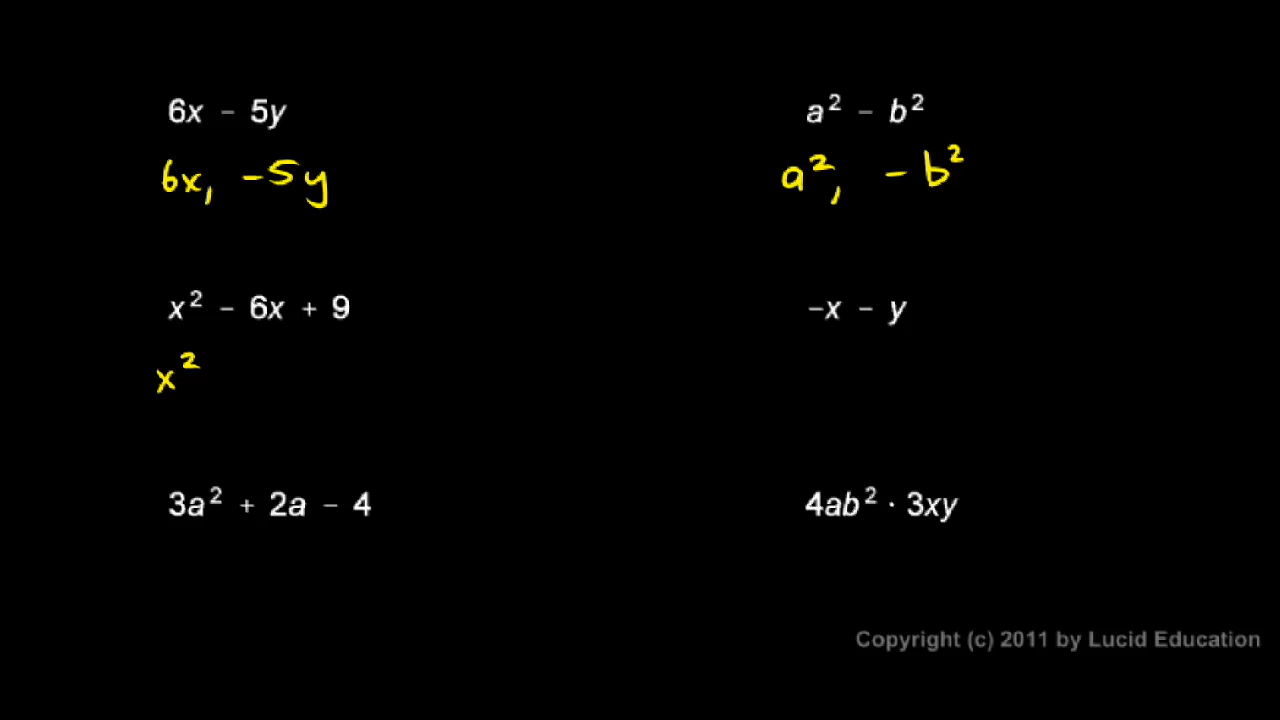 6x − 5y
6x, −5y
a² − b²
a², −b²
x² − 6x + 9
x²
−x − y
3a² + 2a − 4
4ab² · 3xy
Copyright (c) 2011 by Lucid Education